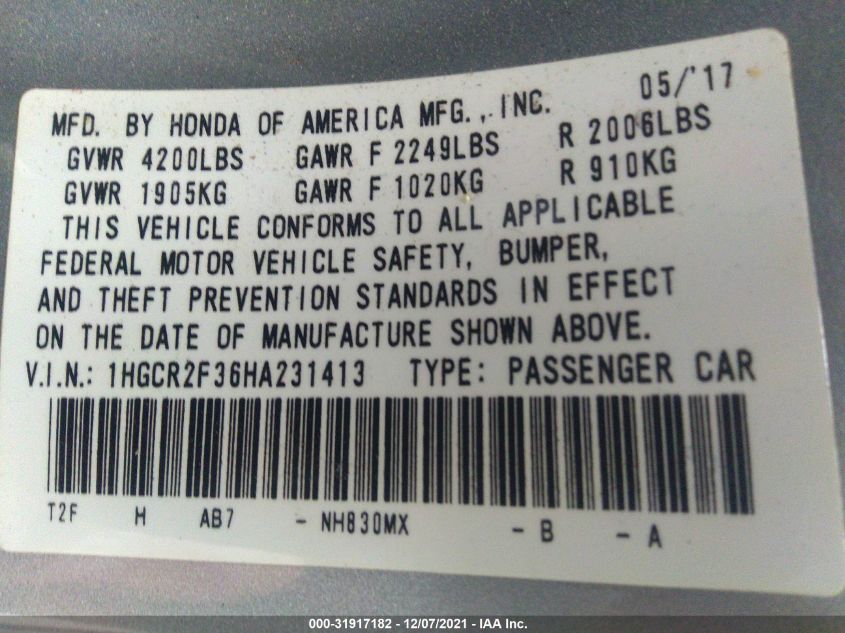 05/'17
MFD. BY HONDA OF AMERICA MFG., INC.
GVWR 4200LBS GAWR F 2249LBS R 2006LBS
GVWR 1905KG GAWR F 1020KG R 910KG
THIS VEHICLE CONFORMS TO ALL APPLICABLE
FEDERAL MOTOR VEHICLE SAFETY, BUMPER,
AND THEFT PREVENTION STANDARDS IN EFFECT
ON THE DATE OF MANUFACTURE SHOWN ABOVE.
V.I.N.: 1HGCR2F36HA231413 TYPE: PASSENGER CAR
T2F H AB7 - NH830MX - B - A
000-31917182 - 12/07/2021 - IAA Inc.